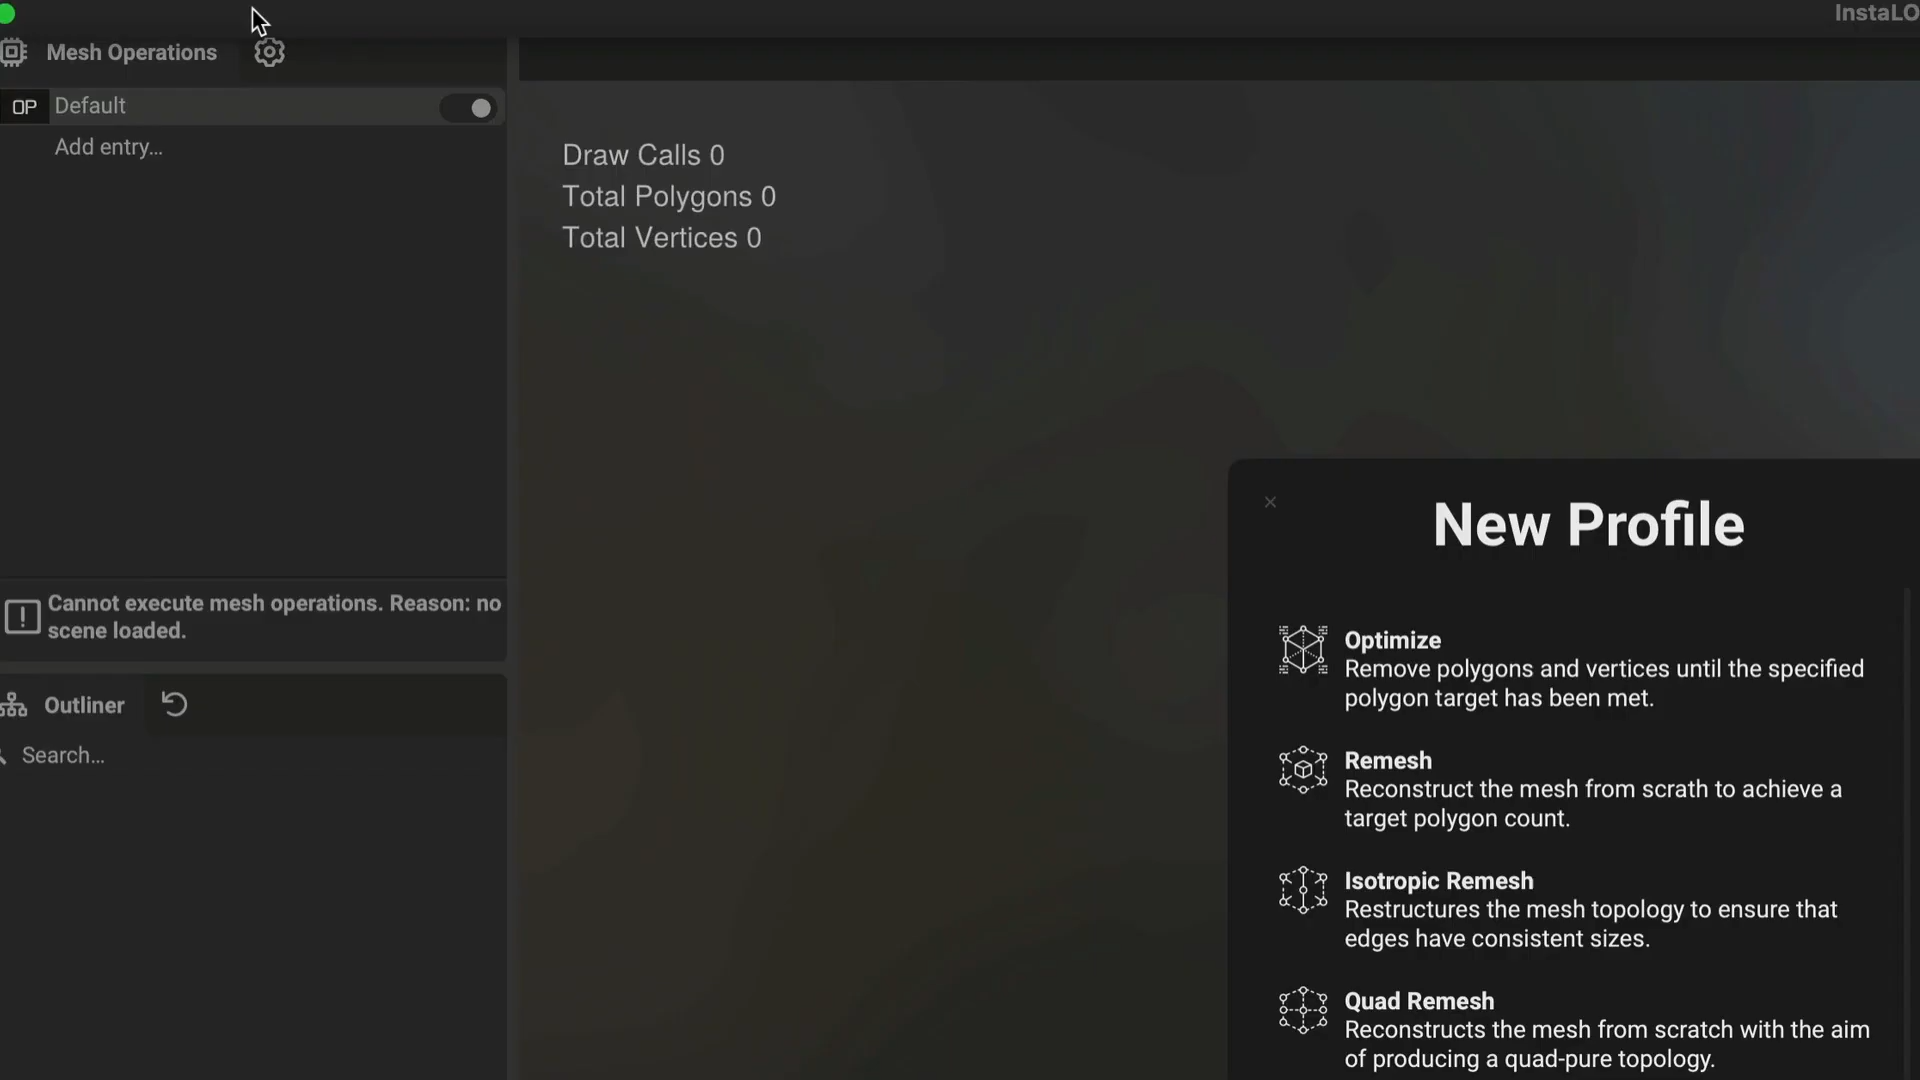 InstaLO
Mesh Operations
OP Default
Add entry...
Draw Calls 0
Total Polygons 0
Total Vertices 0
Cannot execute mesh operations. Reason: no
scene loaded.
Outliner
Search...
New Profile
Optimize
Remove polygons and vertices until the specified
polygon target has been met.
Remesh
Reconstruct the mesh from scrath to achieve a
target polygon count.
Isotropic Remesh
Restructures the mesh topology to ensure that
edges have consistent sizes.
Quad Remesh
Reconstructs the mesh from scratch with the aim
of producing a quad-pure topology.